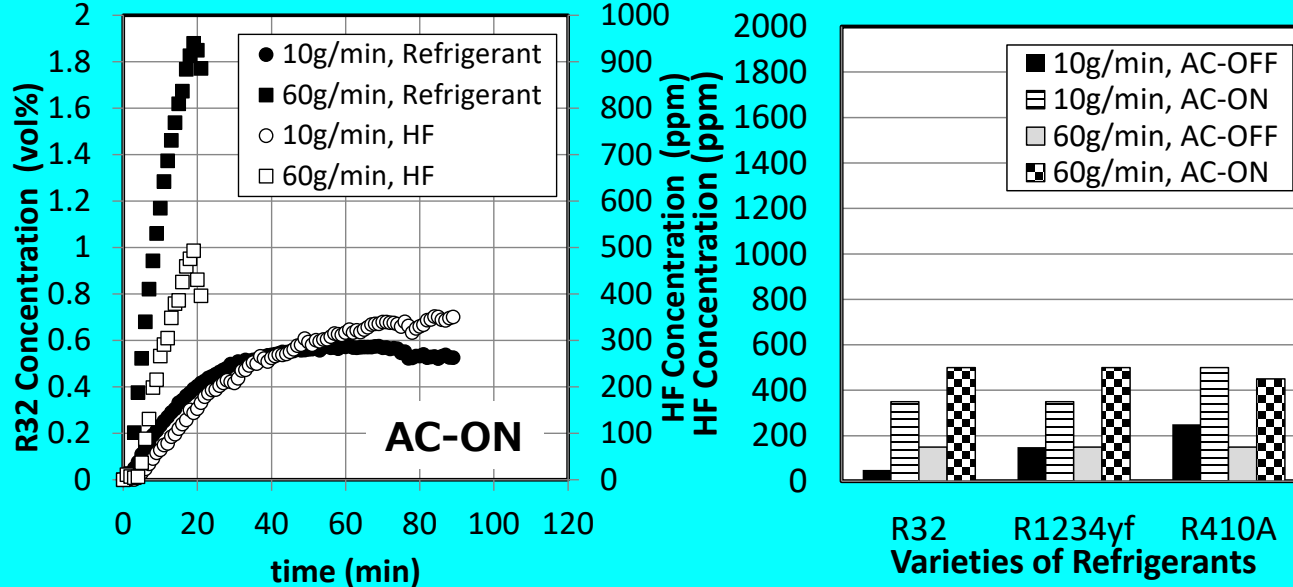 R32 Concentration (vol%)
2
1.8
1.6
1.4
1.2
1
0.8
0.6
0.4
0.2
0
10g/min, Refrigerant
60g/min, Refrigerant
10g/min, HF
60g/min, HF
AC-ON
0 20 40 60 80 100 120
time (min)
1000
900
800
700
600
500
400
300
200
100
0
HF Concentration (ppm)
HF Concentration (ppm)
2000
1800
1600
1400
1200
1000
800
600
400
200
0
10g/min, AC-OFF
10g/min, AC-ON
60g/min, AC-OFF
60g/min, AC-ON
R32 R1234yf R410A
Varieties of Refrigerants